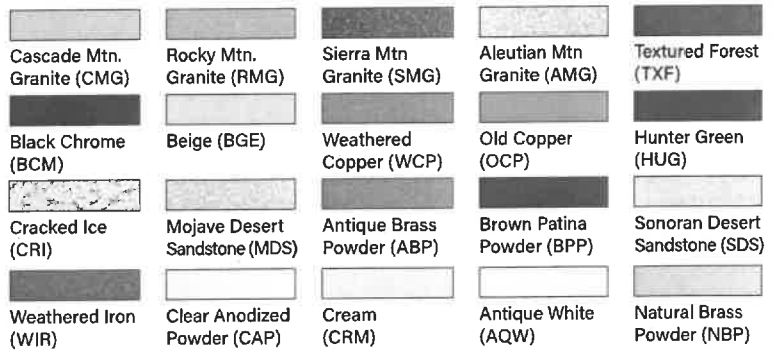 Cascade Mtn.
Granite (CMG)
Rocky Mtn.
Granite (RMG)
Sierra Mtn
Granite (SMG)
Aleutian Mtn
Granite (AMG)
Textured Forest
(TXF)
Black Chrome
(BCM)
Beige (BGE)
Weathered
Copper (WCP)
Old Copper
(OCP)
Hunter Green
(HUG)
Cracked Ice
(CRI)
Mojave Desert
Sandstone (MDS)
Antique Brass
Powder (ABP)
Brown Patina
Powder (BPP)
Sonoran Desert
Sandstone (SDS)
Weathered Iron
(WIR)
Clear Anodized
Powder (CAP)
Cream
(CRM)
Antique White
(AQW)
Natural Brass
Powder (NBP)